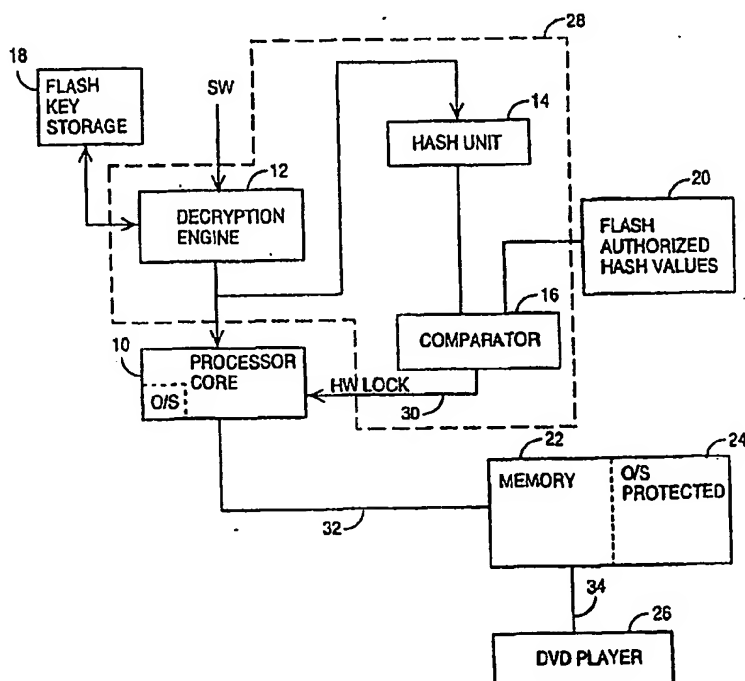 28
18
FLASH
KEY
STORAGE
SW
14
HASH UNIT
12
DECRYPTION
ENGINE
20
FLASH
AUTHORIZED
HASH VALUES
16
COMPARATOR
10
PROCESSOR
CORE
O/S
HW LOCK
30
22
24
MEMORY
O/S
PROTECTED
32
34
26
DVD PLAYER